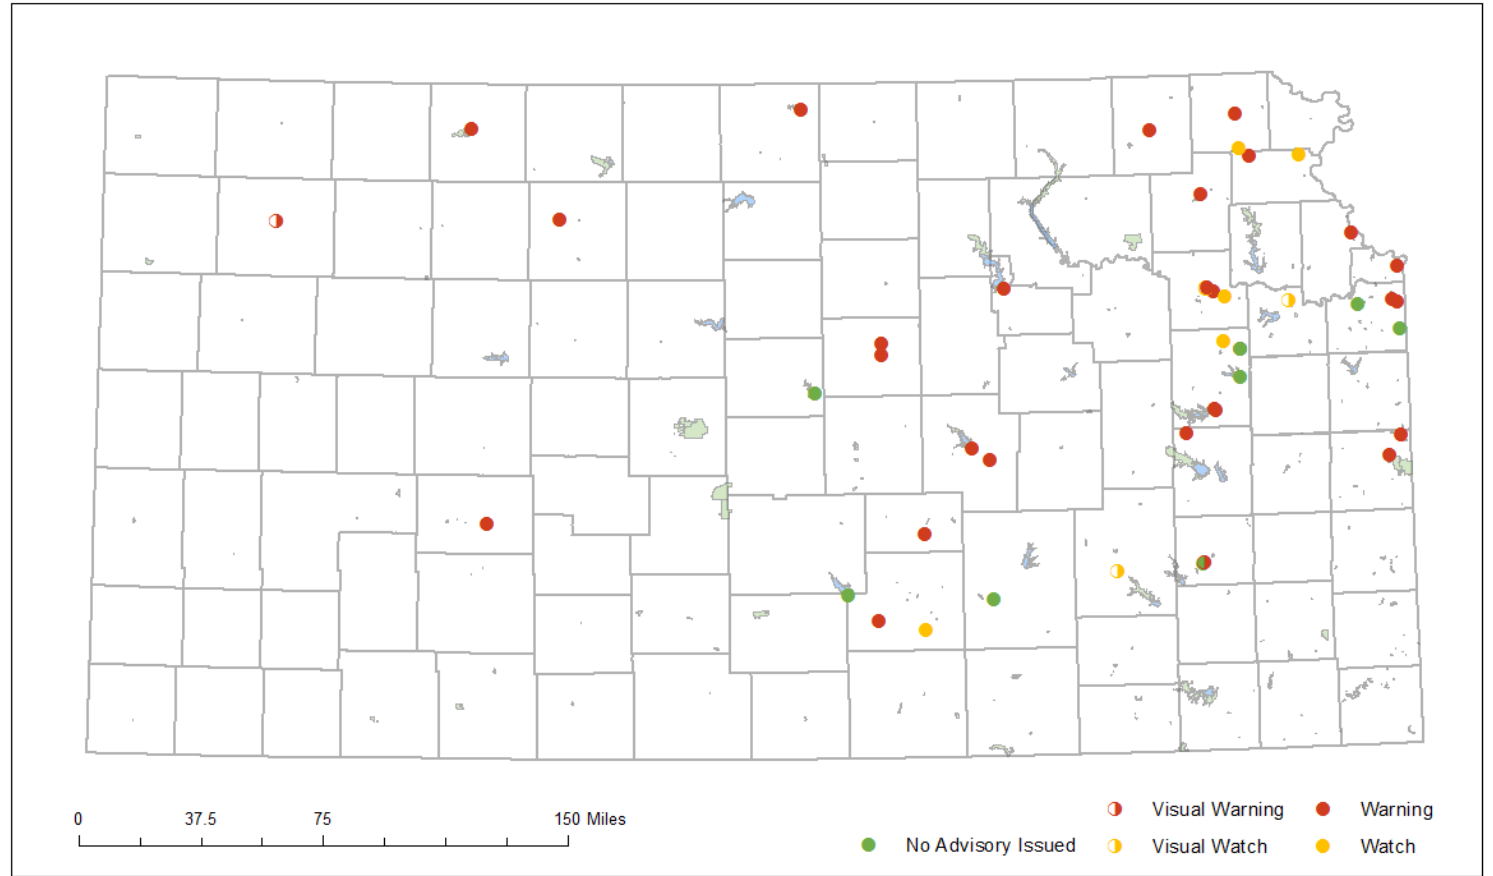 Visual Warning
Warning
0 37.5 75 150 Miles
No Advisory Issued
Visual Watch
Watch